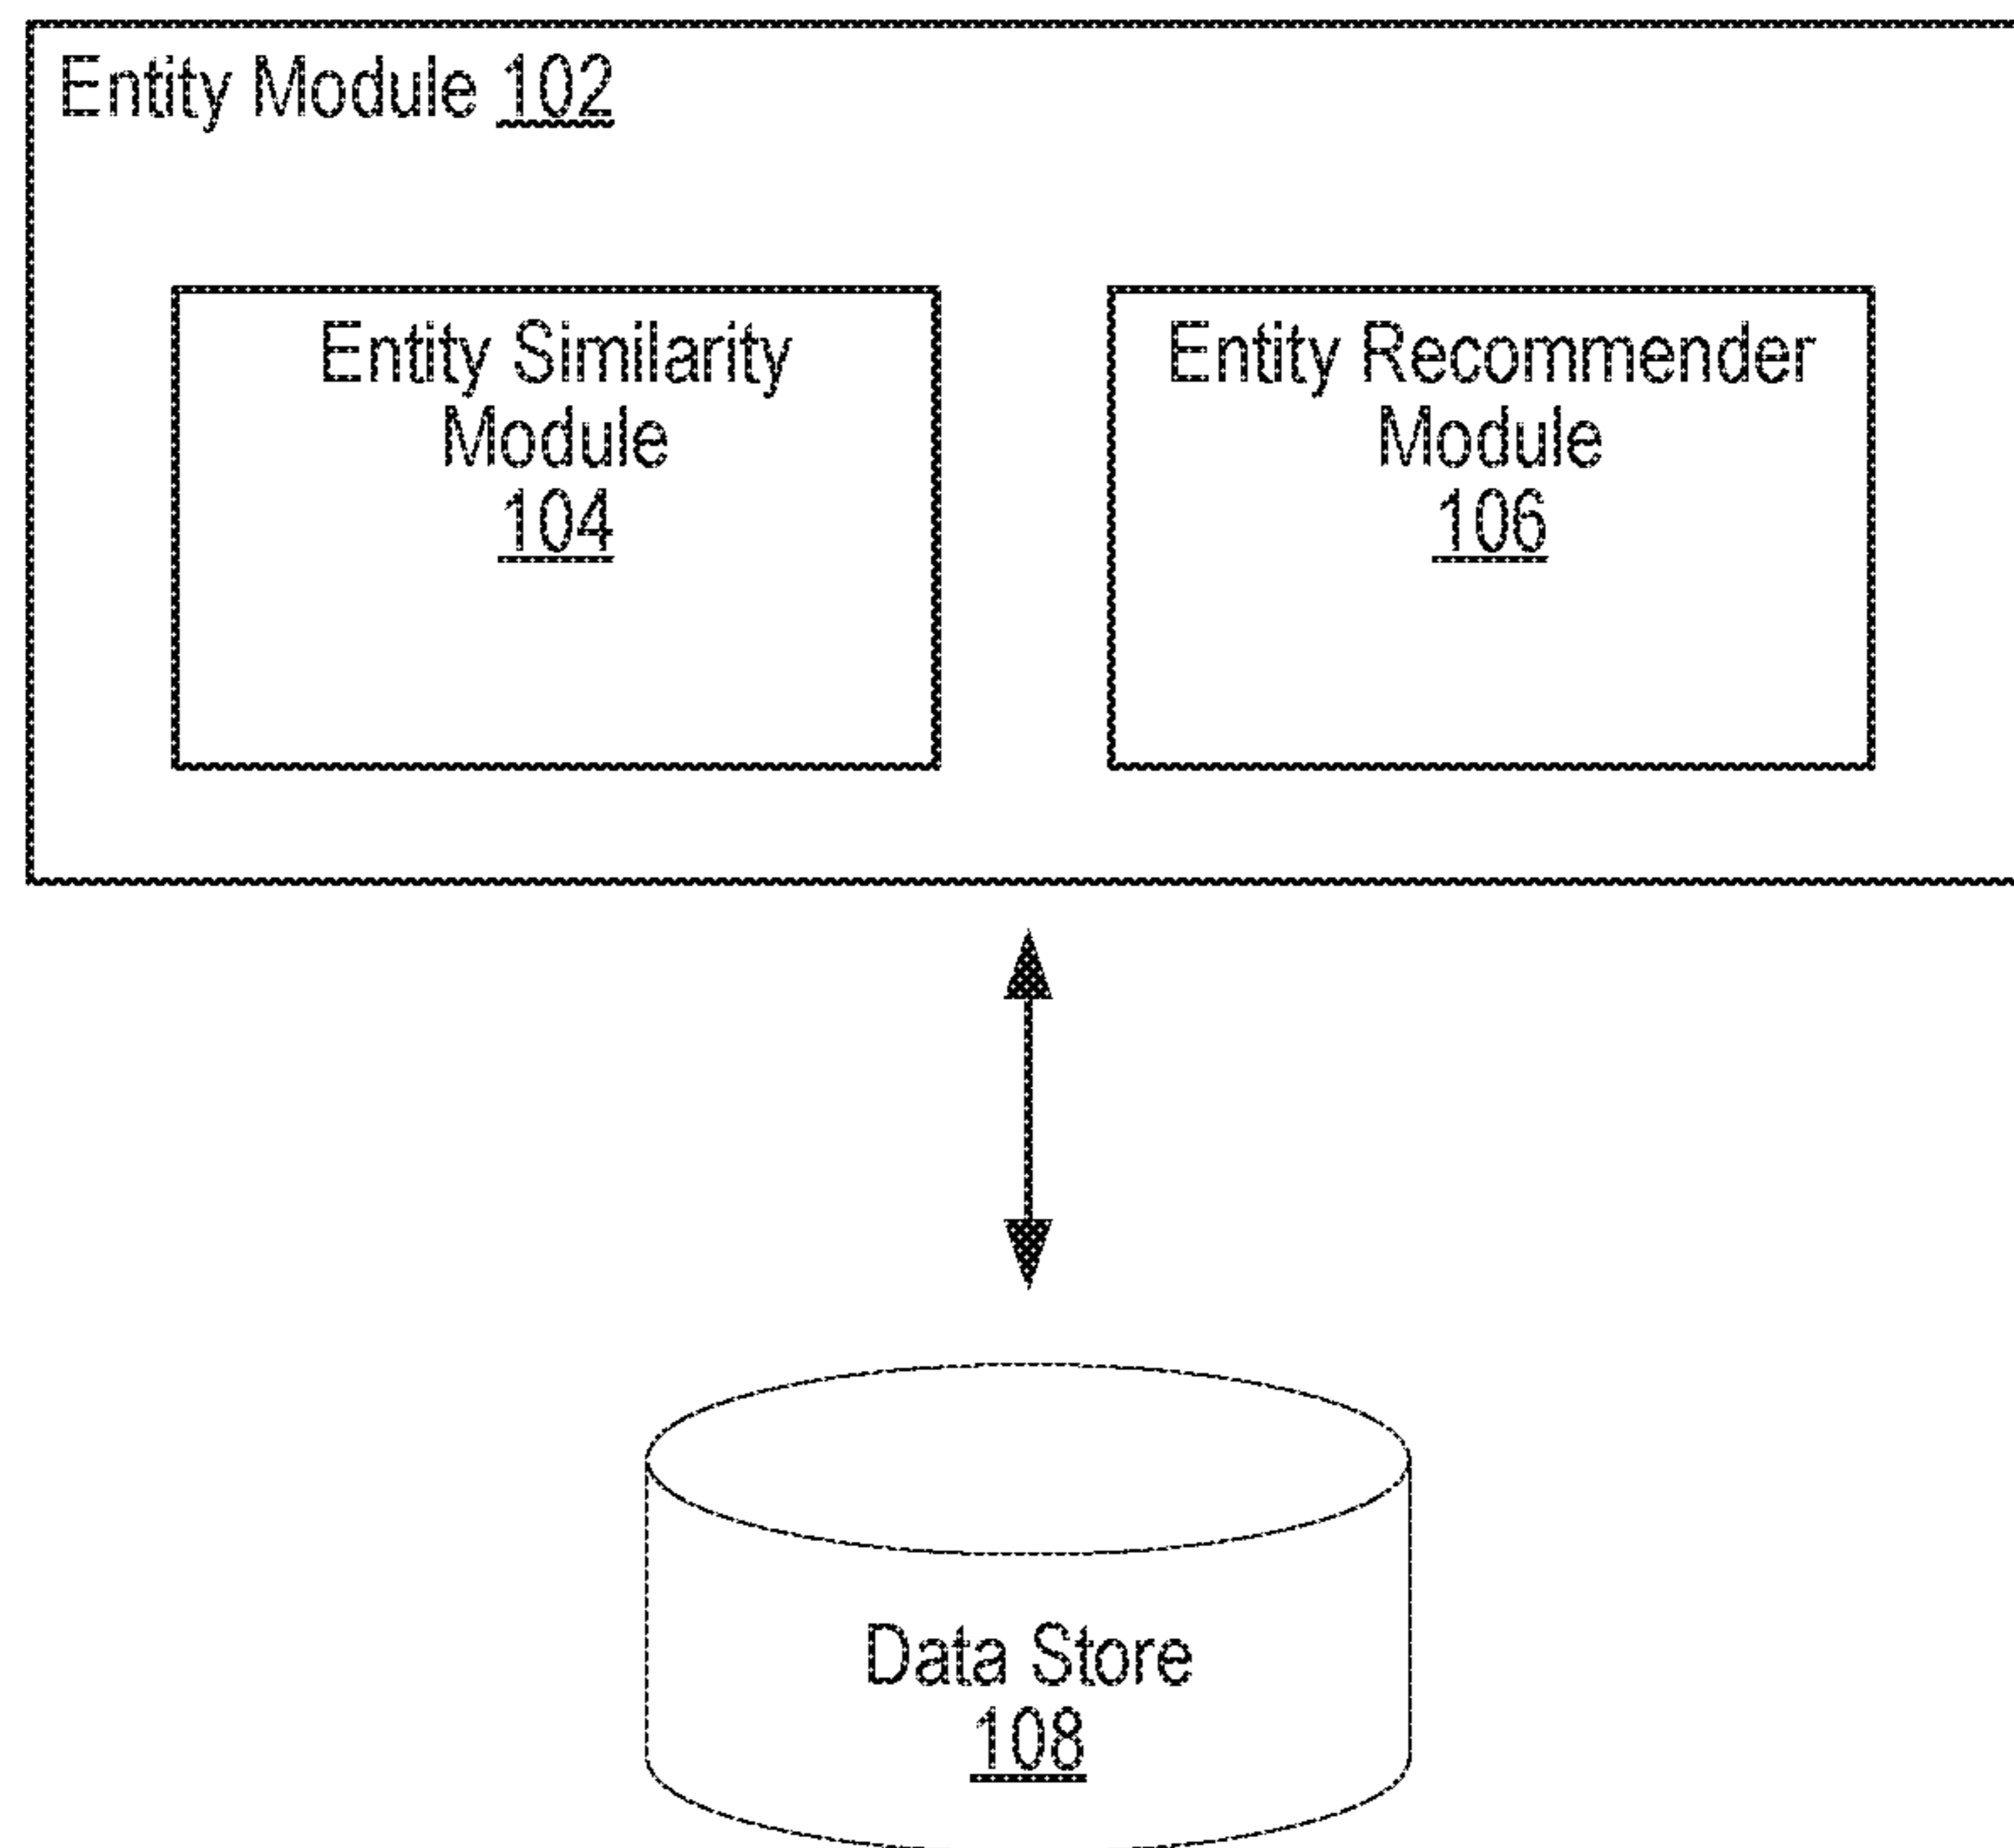 Entity Module 102
Entity Similarity
Module
104
Entity Recommender
Module
106
Data Store
108